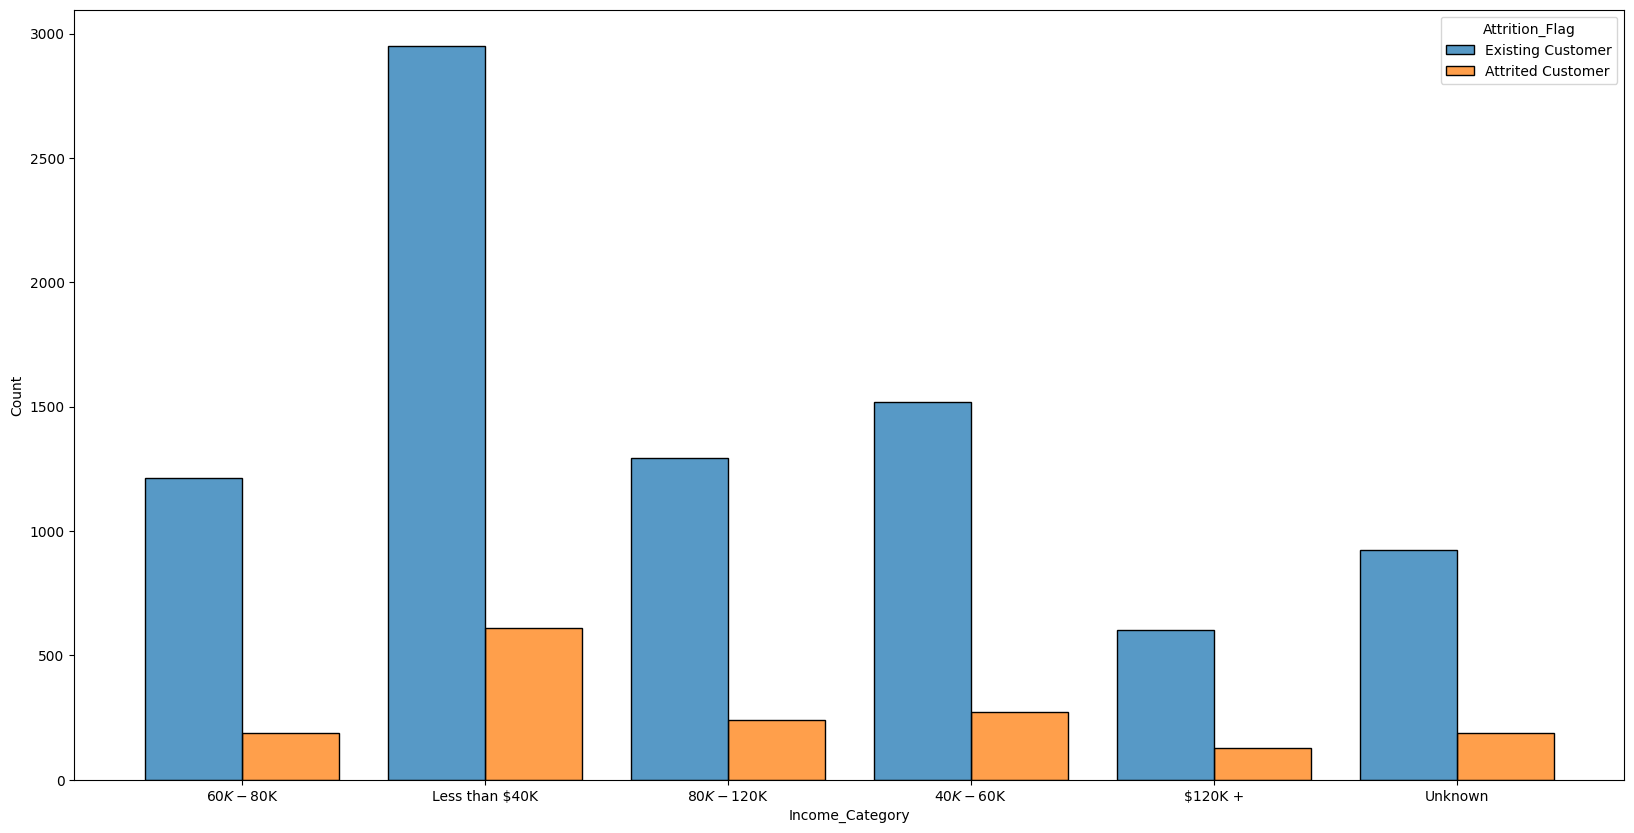 3000
2500
2000
1500
1000
500
0
Count
Attrition_Flag
Existing Customer
Attrited Customer
60K − 80K
Less than $40K
80K − 120K
40K − 60K
$120K +
Unknown
Income_Category